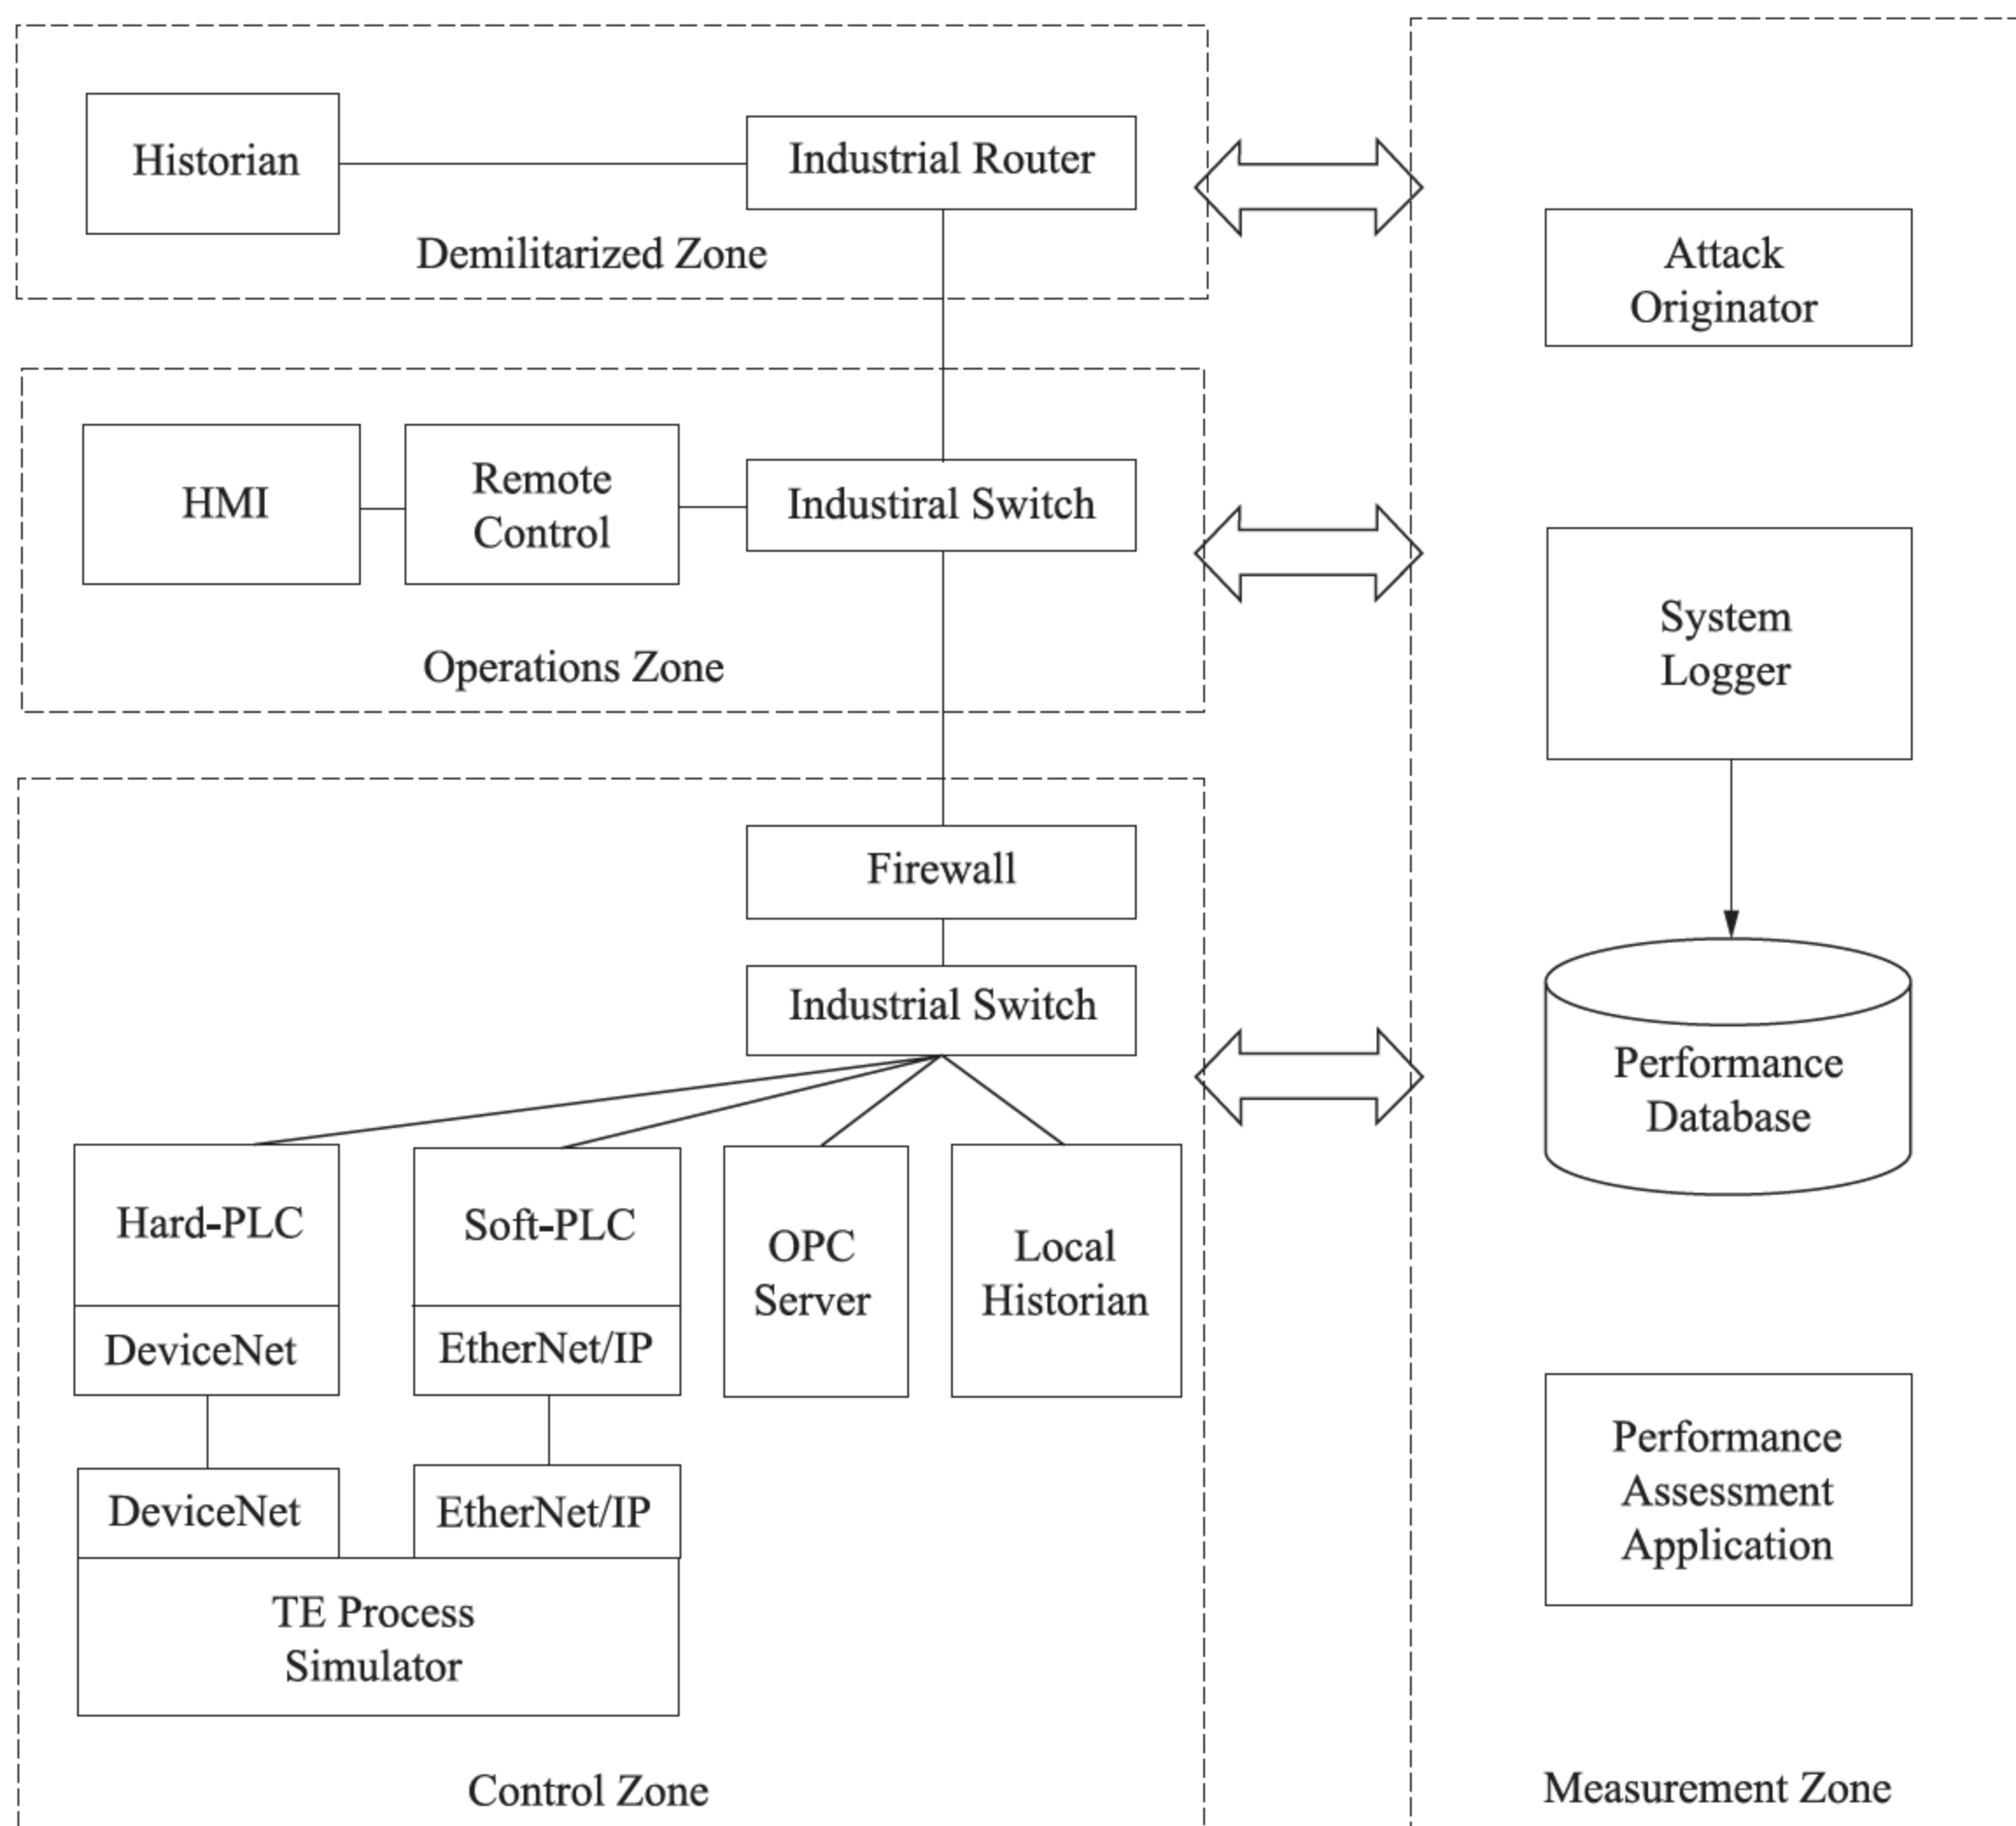 Historian
Industrial Router
Demilitarized Zone
HMI
Remote
Control
Industiral Switch
Operations Zone
Firewall
Industrial Switch
Hard-PLC
DeviceNet
Soft-PLC
EtherNet/IP
OPC
Server
Local
Historian
DeviceNet
EtherNet/IP
TE Process
Simulator
Control Zone
Attack
Originator
System
Logger
Performance
Database
Performance
Assessment
Application
Measurement Zone